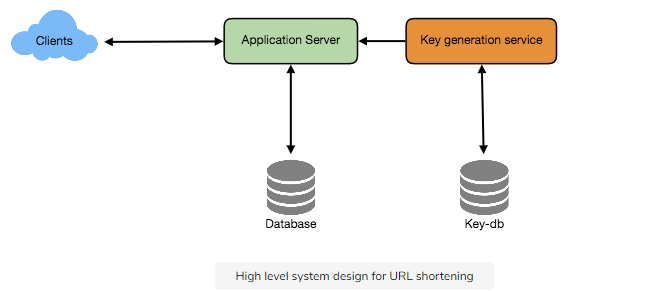 Clients
Application Server
Key generation service
Database
Key-db
High level system design for URL shortening